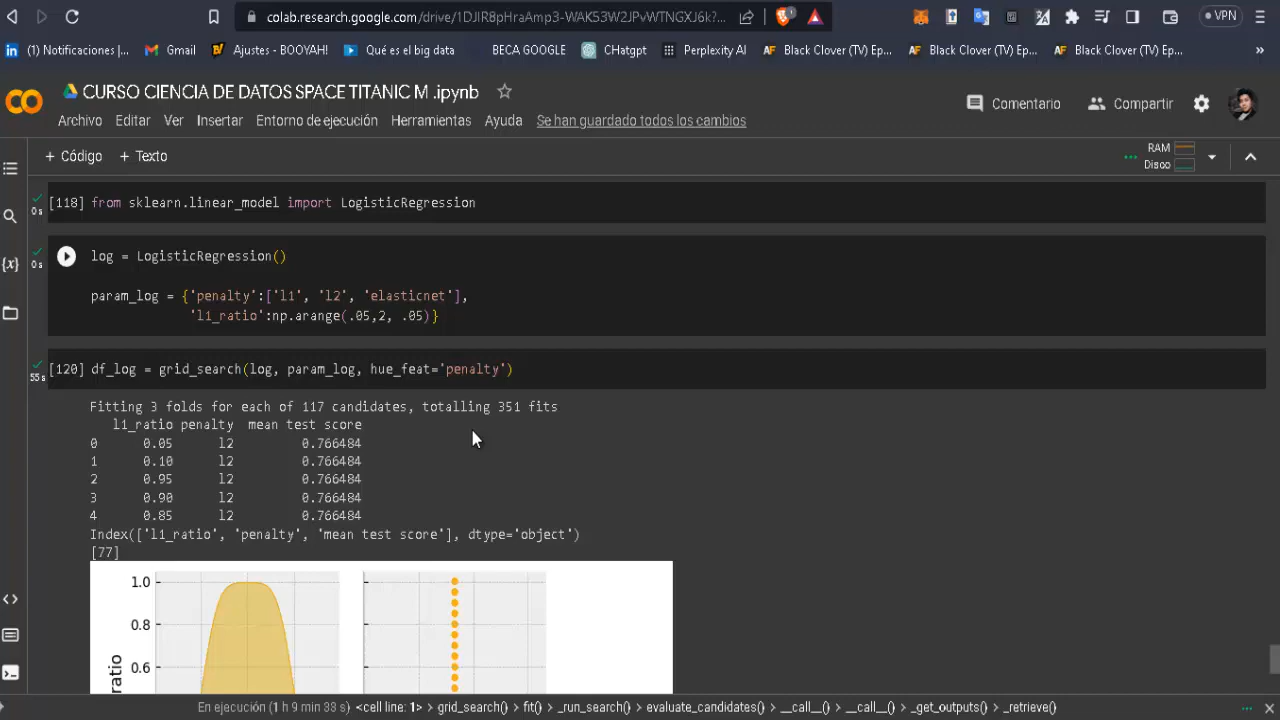 colab.research.google.com/drive/1DJIR8pHraAmp3-WAK53W2JPvWTNGXJ6k?...
VPN
(1) Notificaciones |...
Gmail
Ajustes - BOOYAH!
Qué es el big data
BECA GOOGLE
CHatgpt
Perplexity AI
Black Clover (TV) Ep...
Black Clover (TV) Ep...
Black Clover (TV) Ep...
»
CURSO CIENCIA DE DATOS SPACE TITANIC M .ipynb
Comentario
Compartir
Archivo Editar Ver Insertar Entorno de ejecución Herramientas Ayuda Se han guardado todos los cambios
+ Código + Texto
RAM
Disco
[118] from sklearn.linear_model import LogisticRegression
0s
log = LogisticRegression()
0s
param_log = {'penalty':['l1', 'l2', 'elasticnet'],
'l1_ratio':np.arange(.05,2, .05)}
[120] df_log = grid_search(log, param_log, hue_feat='penalty')
55s
Fitting 3 folds for each of 117 candidates, totalling 351 fits
l1_ratio penalty mean test score
0 0.05 l2 0.766484
1 0.10 l2 0.766484
2 0.95 l2 0.766484
3 0.90 l2 0.766484
4 0.85 l2 0.766484
Index(['l1_ratio', 'penalty', 'mean test score'], dtype='object')
[77]
1.0
0.8
0.6
ratio
En ejecución (1 h 9 min 33 s) <cell line: 1> > grid_search() > fit() > _run_search() > evaluate_candidates() > __call__() > __call__() > _get_outputs() > _retrieve()